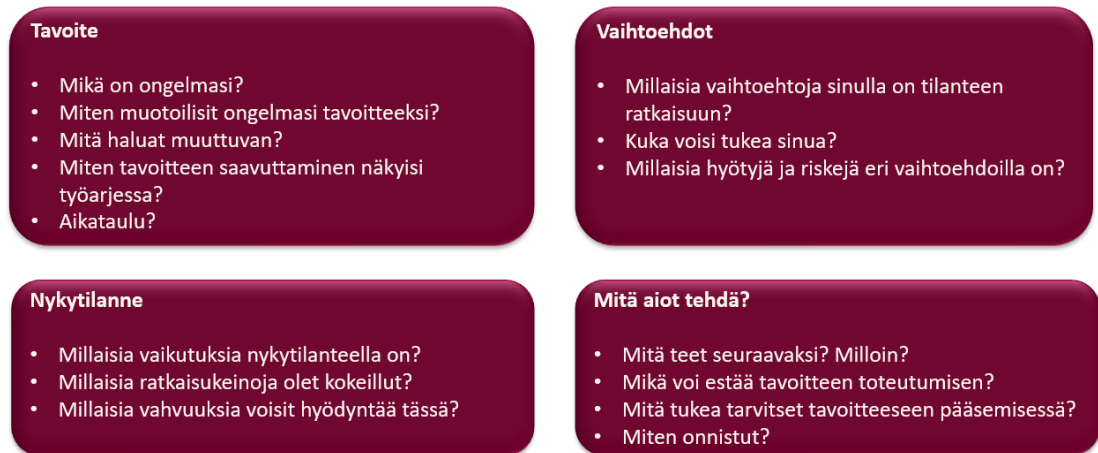 Tavoite
• Mikä on ongelmasi?
• Miten muotoilisit ongelmasi tavoitteeksi?
• Mitä haluat muuttuvan?
• Miten tavoitteen saavuttaminen näkyisi
työarjessa?
• Aikataulu?
Nykytilanne
• Millaisia vaikutuksia nykytilanteella on?
• Millaisia ratkaisukeinoja olet kokeillut?
• Millaisia vahvuuksia voisit hyödyntää tässä?
Vaihtoehdot
• Millaisia vaihtoehtoja sinulla on tilanteen
ratkaisuun?
• Kuka voisi tukea sinua?
• Millaisia hyötyjä ja riskejä eri vaihtoehdoilla on?
Mitä aiot tehdä?
• Mitä teet seuraavaksi? Milloin?
• Mikä voi estää tavoitteen toteutumisen?
• Mitä tukea tarvitset tavoitteeseen pääsemisessä?
• Miten onnistut?